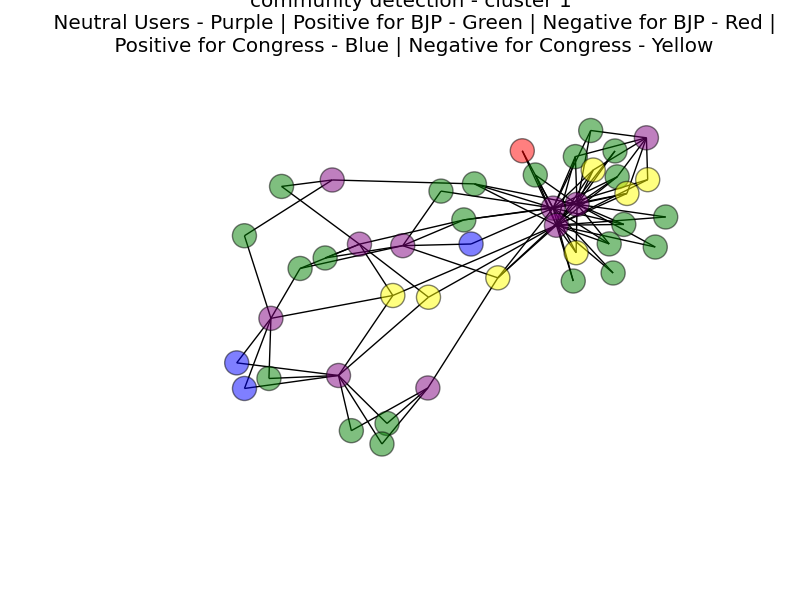 community detection - cluster 1
Neutral Users - Purple | Positive for BJP - Green | Negative for BJP - Red |
Positive for Congress - Blue | Negative for Congress - Yellow